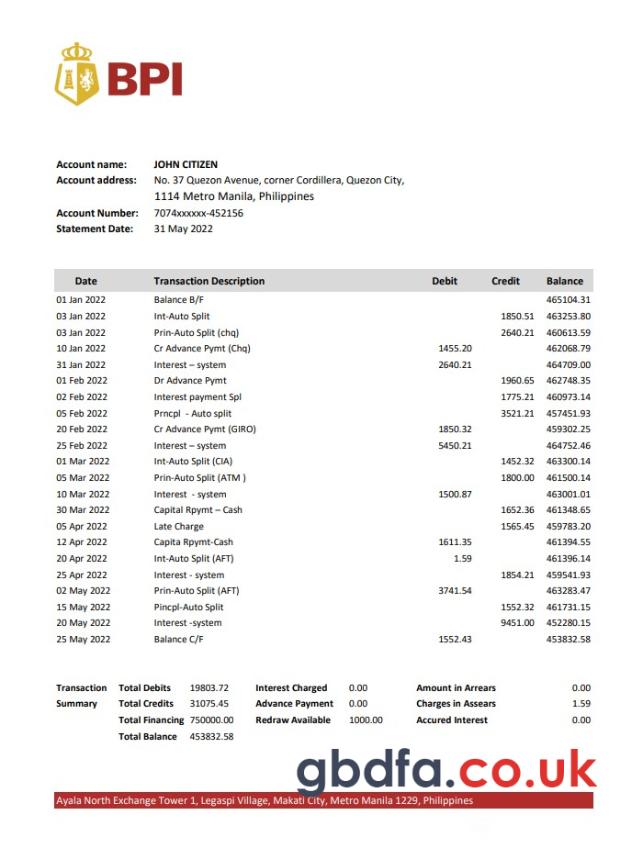 BPI
Account name: JOHN CITIZEN
Account address: No. 37 Quezon Avenue, corner Cordillera, Quezon City,
1114 Metro Manila, Philippines
Account Number: 7074xxxxxx-452156
Statement Date: 31 May 2022
Date Transaction Description Debit Credit Balance
01 Jan 2022 Balance B/F 465104.31
03 Jan 2022 Int-Auto Split 1850.51 463253.80
03 Jan 2022 Prin-Auto Split (chq) 2640.21 460613.59
10 Jan 2022 Cr Advance Pymt (Chq) 1455.20 462068.79
31 Jan 2022 Interest – system 2640.21 464709.00
01 Feb 2022 Dr Advance Pymt 1960.65 462748.35
02 Feb 2022 Interest payment Spl 1775.21 460973.14
05 Feb 2022 Prncpl - Auto split 3521.21 457451.93
20 Feb 2022 Cr Advance Pymt (GIRO) 1850.32 459302.25
25 Feb 2022 Interest – system 5450.21 464752.46
01 Mar 2022 Int-Auto Split (CIA) 1452.32 463300.14
05 Mar 2022 Prin-Auto Split (ATM ) 1800.00 461500.14
10 Mar 2022 Interest - system 1500.87 463001.01
30 Mar 2022 Capital Rpymt – Cash 1652.36 461348.65
05 Apr 2022 Late Charge 1565.45 459783.20
12 Apr 2022 Capita Rpymt-Cash 1611.35 461394.55
20 Apr 2022 Int-Auto Split (AFT) 1.59 461396.14
25 Apr 2022 Interest - system 1854.21 459541.93
02 May 2022 Prin-Auto Split (AFT) 3741.54 463283.47
15 May 2022 Pincpl-Auto Split 1552.32 461731.15
20 May 2022 Interest -system 9451.00 452280.15
25 May 2022 Balance C/F 1552.43 453832.58
Transaction Total Debits 19803.72 Interest Charged 0.00 Amount in Arrears 0.00
Summary Total Credits 31075.45 Advance Payment 0.00 Charges in Assears 1.59
Total Financing 750000.00 Redraw Available 1000.00 Accured Interest 0.00
Total Balance 453832.58
gbdfa.co.uk
Ayala North Exchange Tower 1, Legaspi Village, Makati City, Metro Manila 1229, Philippines